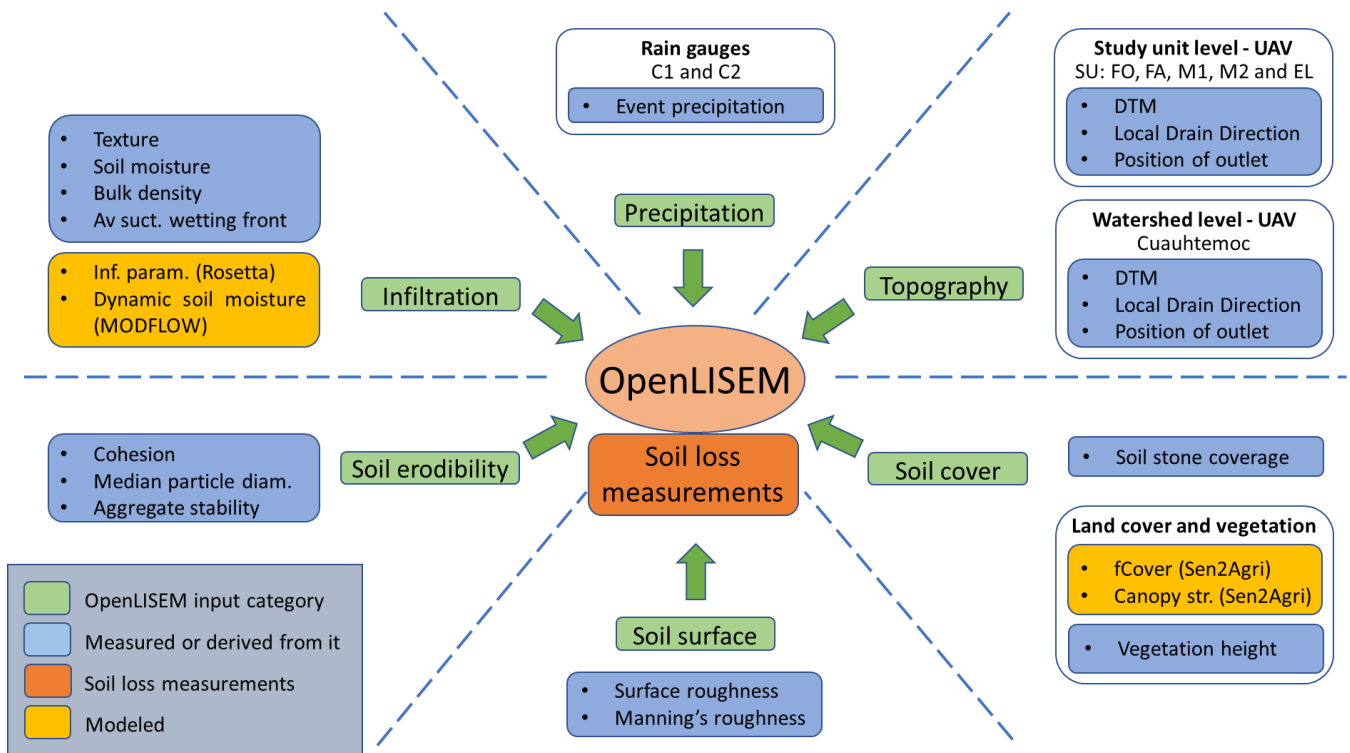 Rain gauges
C1 and C2
• Event precipitation
Study unit level - UAV
SU: FO, FA, M1, M2 and EL
• DTM
• Local Drain Direction
• Position of outlet
• Texture
• Soil moisture
• Bulk density
• Av suct. wetting front
Precipitation
Watershed level - UAV
Cuauhtemoc
• DTM
• Local Drain Direction
• Position of outlet
• Inf. param. (Rosetta)
• Dynamic soil moisture
(MODFLOW)
Infiltration
Topography
OpenLISEM
• Cohesion
• Median particle diam.
• Aggregate stability
Soil erodibility
Soil loss
measurements
Soil cover
• Soil stone coverage
Land cover and vegetation
• fCover (Sen2Agri)
• Canopy str. (Sen2Agri)
• Vegetation height
OpenLISEM input category
Measured or derived from it
Soil loss measurements
Modeled
Soil surface
• Surface roughness
• Manning's roughness